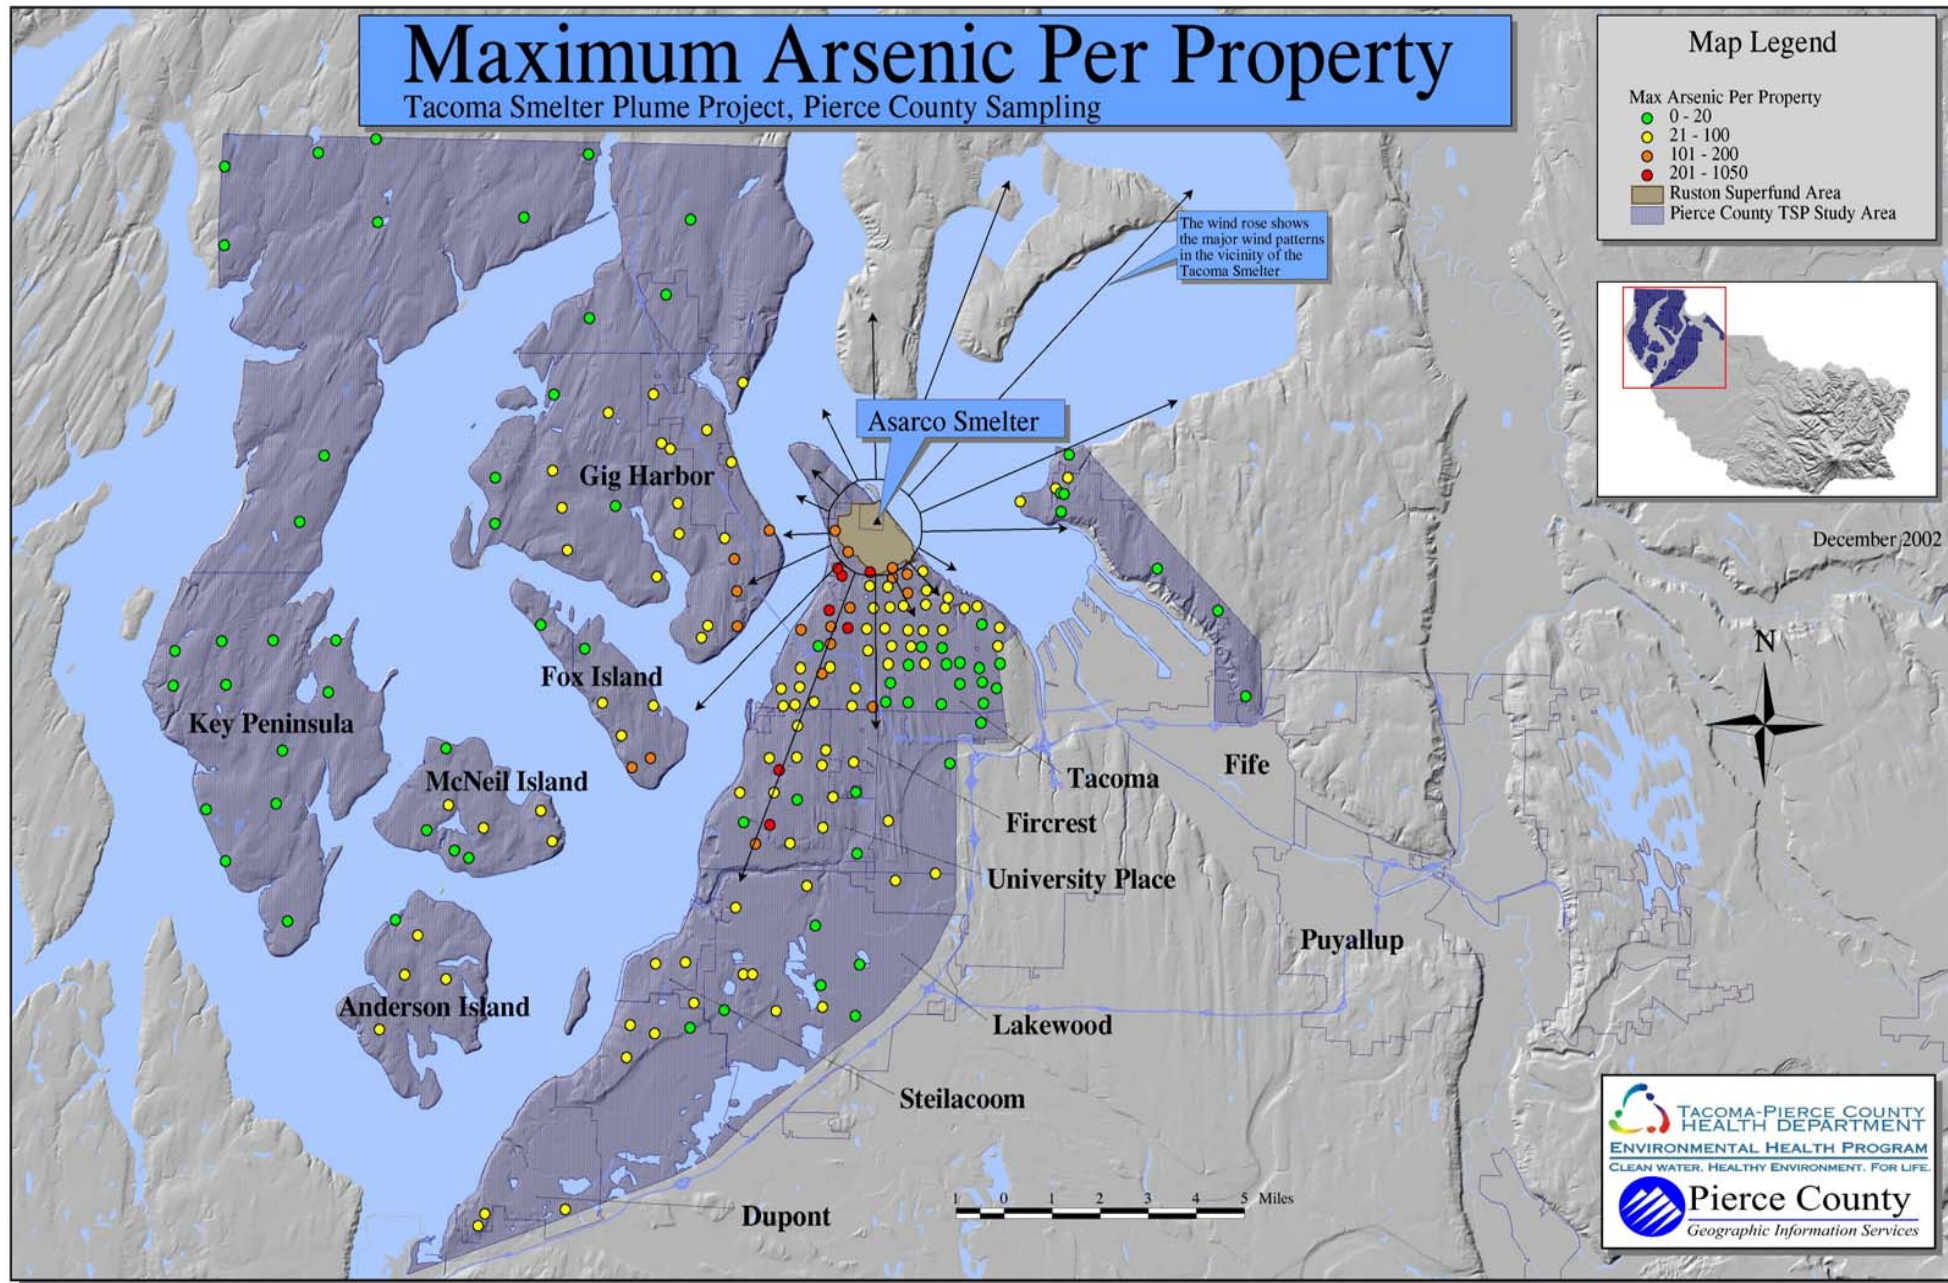 Maximum Arsenic Per Property
Tacoma Smelter Plume Project, Pierce County Sampling
Map Legend
Max Arsenic Per Property
0 - 20
21 - 100
101 - 200
201 - 1050
Ruston Superfund Area
Pierce County TSP Study Area
The wind rose shows
the major wind patterns
in the vicinity of the
Tacoma Smelter
Asarco Smelter
Gig Harbor
December 2002
N
Fox Island
Key Peninsula
McNeil Island
Tacoma
Fife
Fircrest
University Place
Puyallup
Anderson Island
Lakewood
Steilacoom
Dupont
1 0 1 2 3 4 5 Miles
TACOMA-PIERCE COUNTY
HEALTH DEPARTMENT
ENVIRONMENTAL HEALTH PROGRAM
CLEAN WATER. HEALTHY ENVIRONMENT. FOR LIFE.
Pierce County
Geographic Information Services